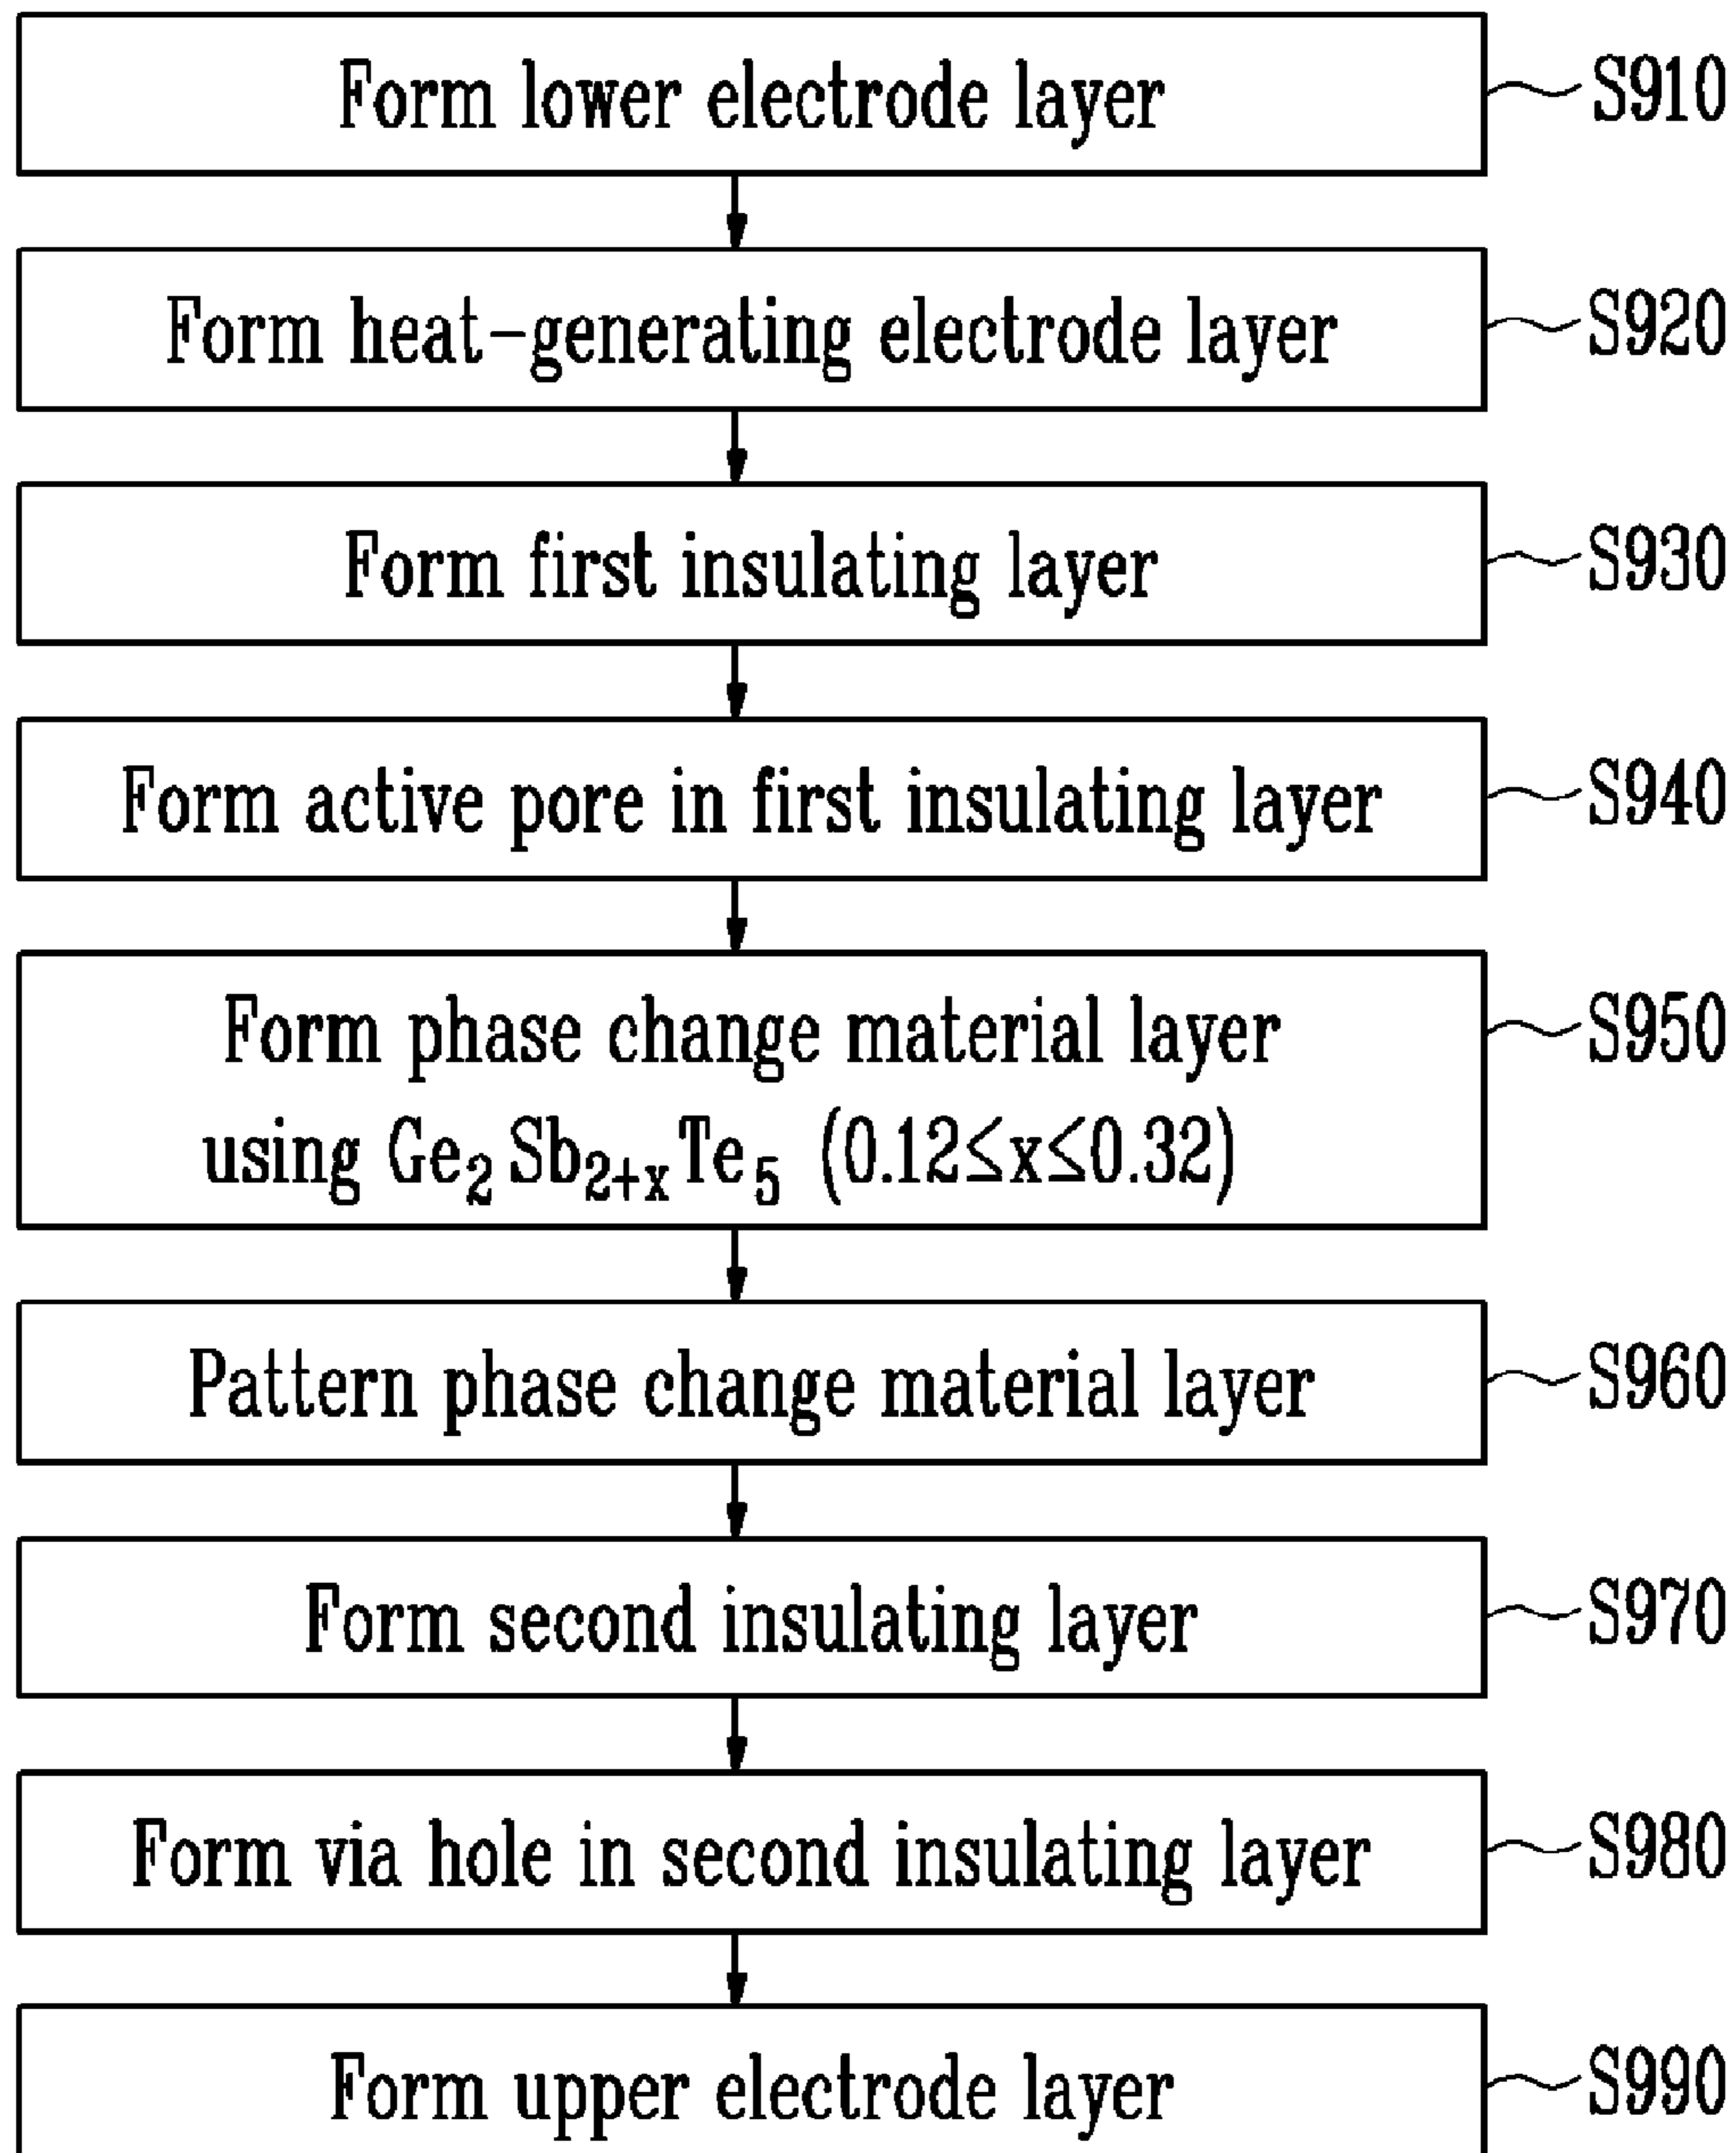 Form lower electrode layer S910
Form heat-generating electrode layer S920
Form first insulating layer S930
Form active pore in first insulating layer S940
Form phase change material layer S950
using Ge₂Sb₂₊ₓTe₅ (0.12≤x≤0.32)
Pattern phase change material layer S960
Form second insulating layer S970
Form via hole in second insulating layer S980
Form upper electrode layer S990